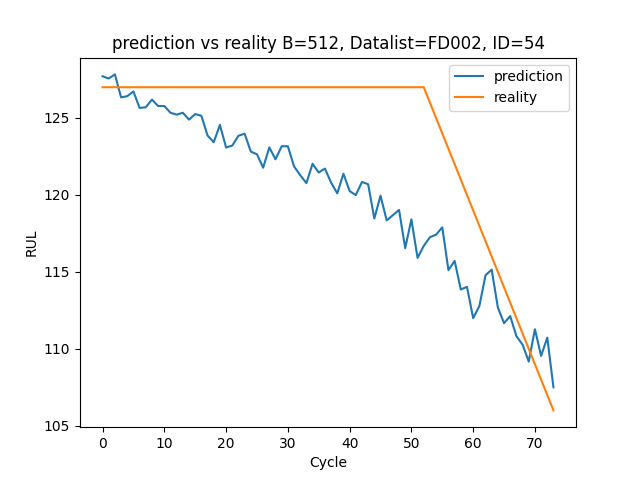 prediction vs reality B=512, Datalist=FD002, ID=54
prediction
reality
125
120
115
110
105
RUL
0 10 20 30 40 50 60 70
Cycle